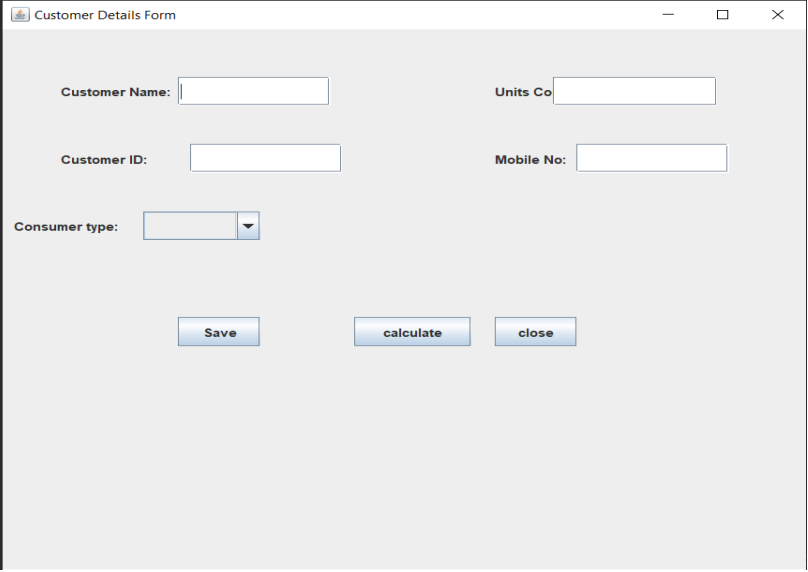 Customer Details Form
Customer Name:
Units Co
Customer ID:
Mobile No:
Consumer type:
Save calculate close